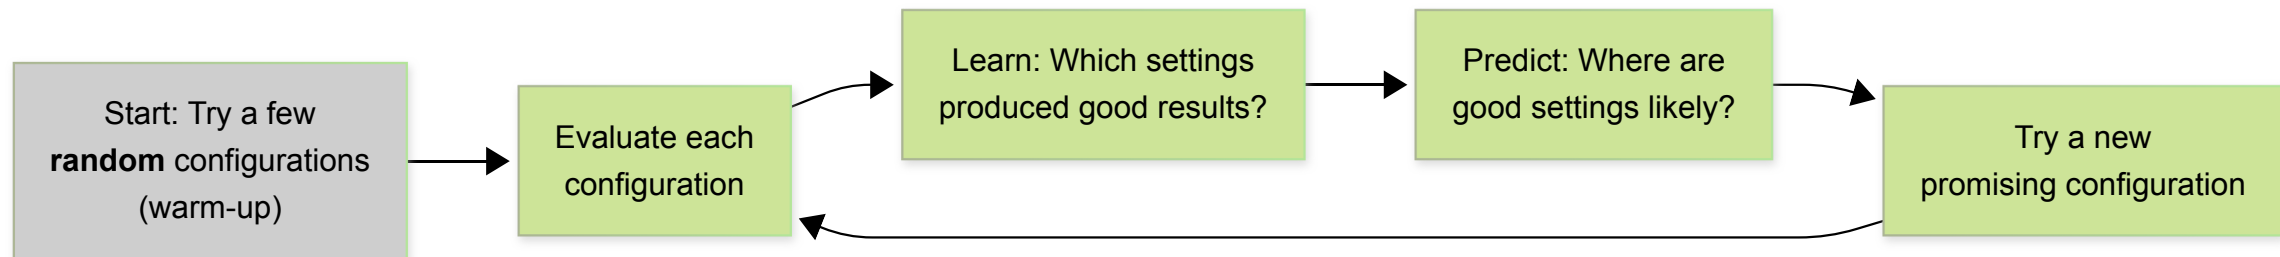 Start: Try a few
random configurations
(warm-up)
Evaluate each
configuration
Learn: Which settings
produced good results?
Predict: Where are
good settings likely?
Try a new
promising configuration